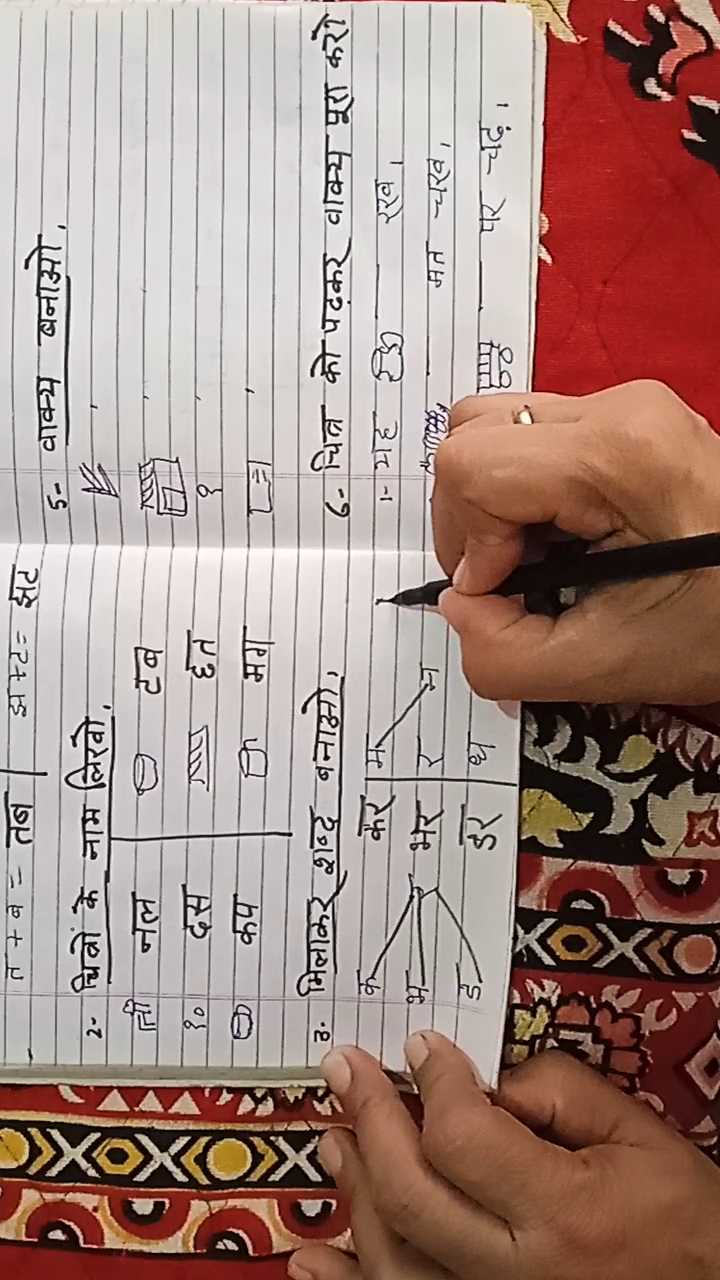 त + ब = तब
झ + ट = झट
2- चित्रों के नाम लिखो.
नल
टब
१० दस
छत
कप
मग
3. मिलाकर शब्द बनाओ.
क कर
भ र भर
ड डर
म न
र
ध
5- वाक्य बनाओ.
6- चित्र को पढ़कर वाक्य पूरा करो
1- यह रख।
मत चख।
पर चढ़।